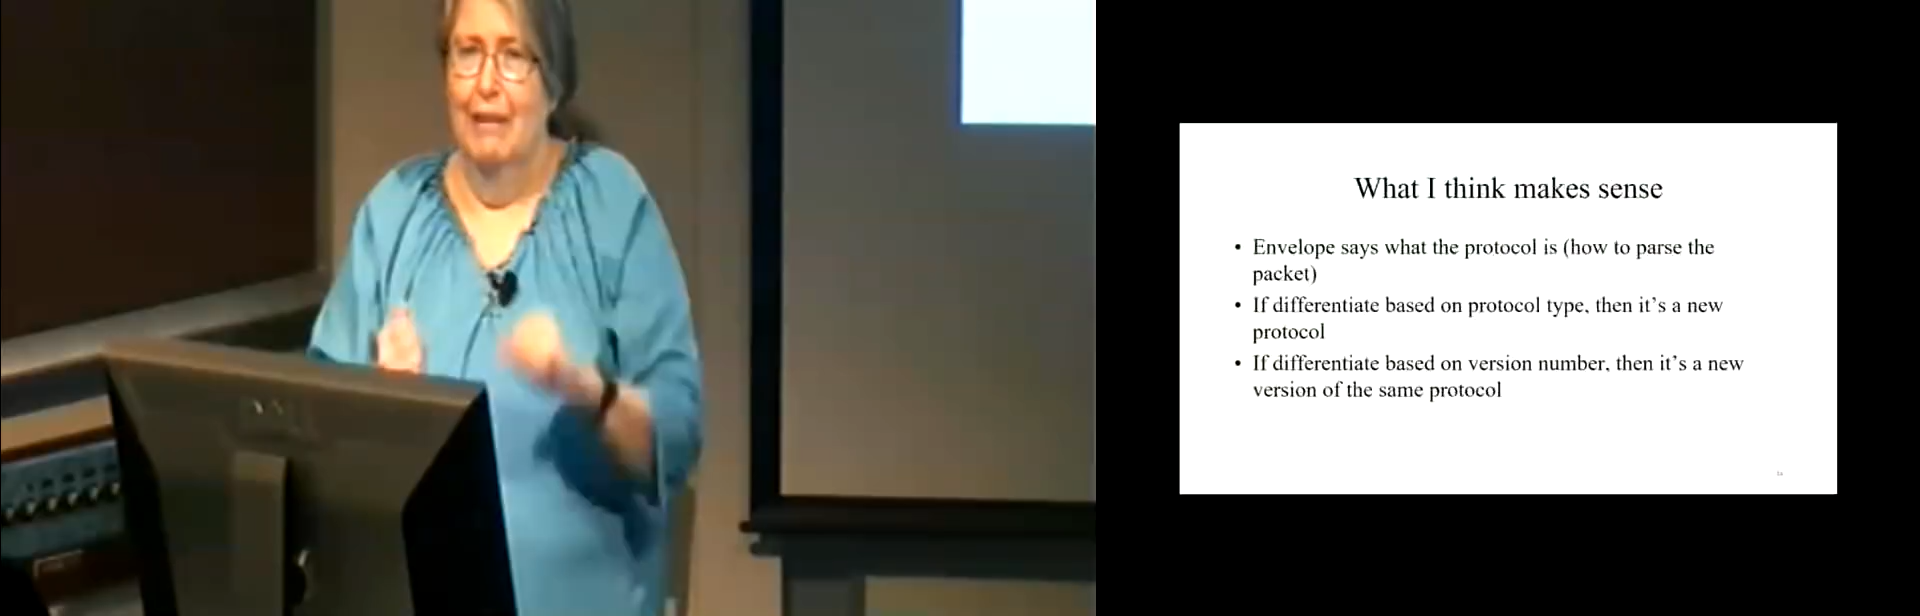 What I think makes sense
• Envelope says what the protocol is (how to parse the
packet)
• If differentiate based on protocol type, then it’s a new
protocol
• If differentiate based on version number, then it’s a new
version of the same protocol